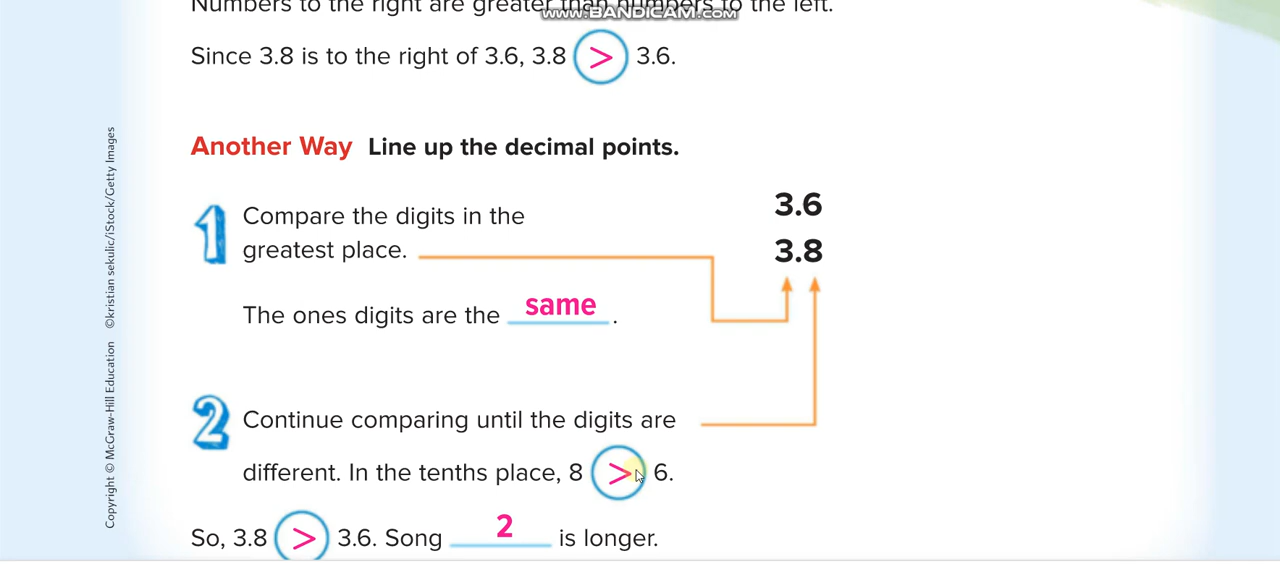 Numbers to the right are greater than numbers to the left.
www.BANDICAM.com
Since 3.8 is to the right of 3.6, 3.8 > 3.6.
Another Way Line up the decimal points.
1 Compare the digits in the
greatest place.
3.6
3.8
The ones digits are the same.
2 Continue comparing until the digits are
different. In the tenths place, 8 > 6.
So, 3.8 > 3.6. Song 2 is longer.
Copyright © McGraw-Hill Education ©kristian sekulic/iStock/Getty Images